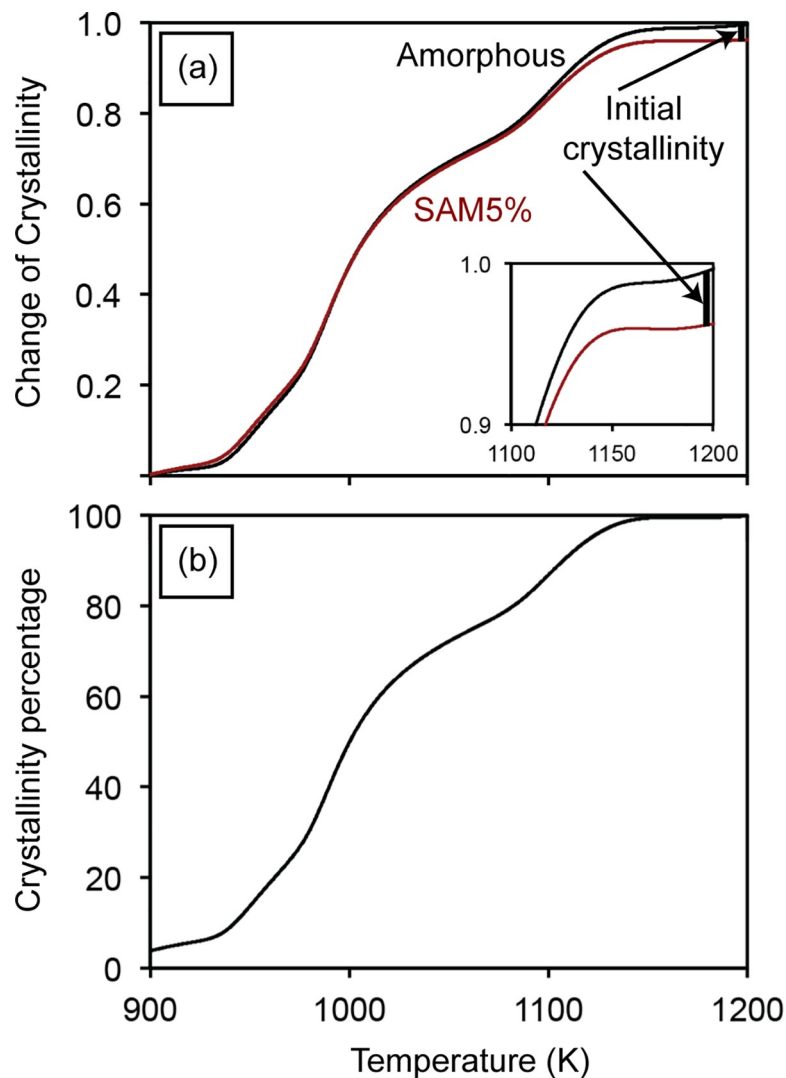 (a)
Change of Crystallinity
1.0
0.8
0.6
0.4
0.2
Amorphous
Initial
crystallinity
SAM5%
1.0
0.9
1100
1150
1200
(b)
Crystallinity percentage
100
80
60
40
20
0
900
1000
1100
1200
Temperature (K)